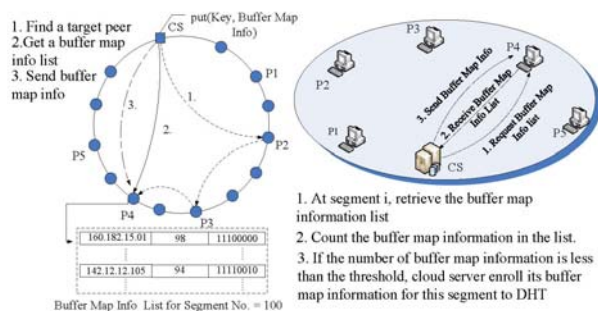 1. Find a target peer
2.Get a buffer map
info list
3. Send buffer
map info
CS
put(Key, Buffer Map
Info)
P1
P2
P3
P4
P5
1.
2.
3.
160.182.15.01 98 11100000
142.12.12.105 94 11110010
Buffer Map Info List for Segment No. = 100
P3
P4
P2
P1
P5
CS
3. Send Buffer Map Info
2. Receive Buffer Map
Info List
1. Request Buffer Map
Info list
1. At segment i, retrieve the buffer map
information list
2. Count the buffer map information in the list.
3. If the number of buffer map information is less
than the threshold, cloud server enroll its buffer
map information for this segment to DHT